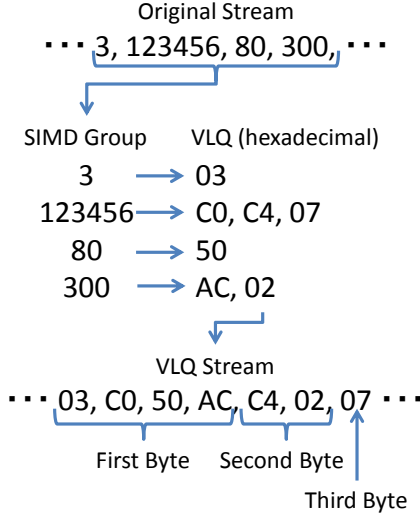 Original Stream
··· 3, 123456, 80, 300, ···
SIMD Group VLQ (hexadecimal)
3 03
123456 C0, C4, 07
80 50
300 AC, 02
VLQ Stream
··· 03, C0, 50, AC, C4, 02, 07 ···
First Byte Second Byte
Third Byte